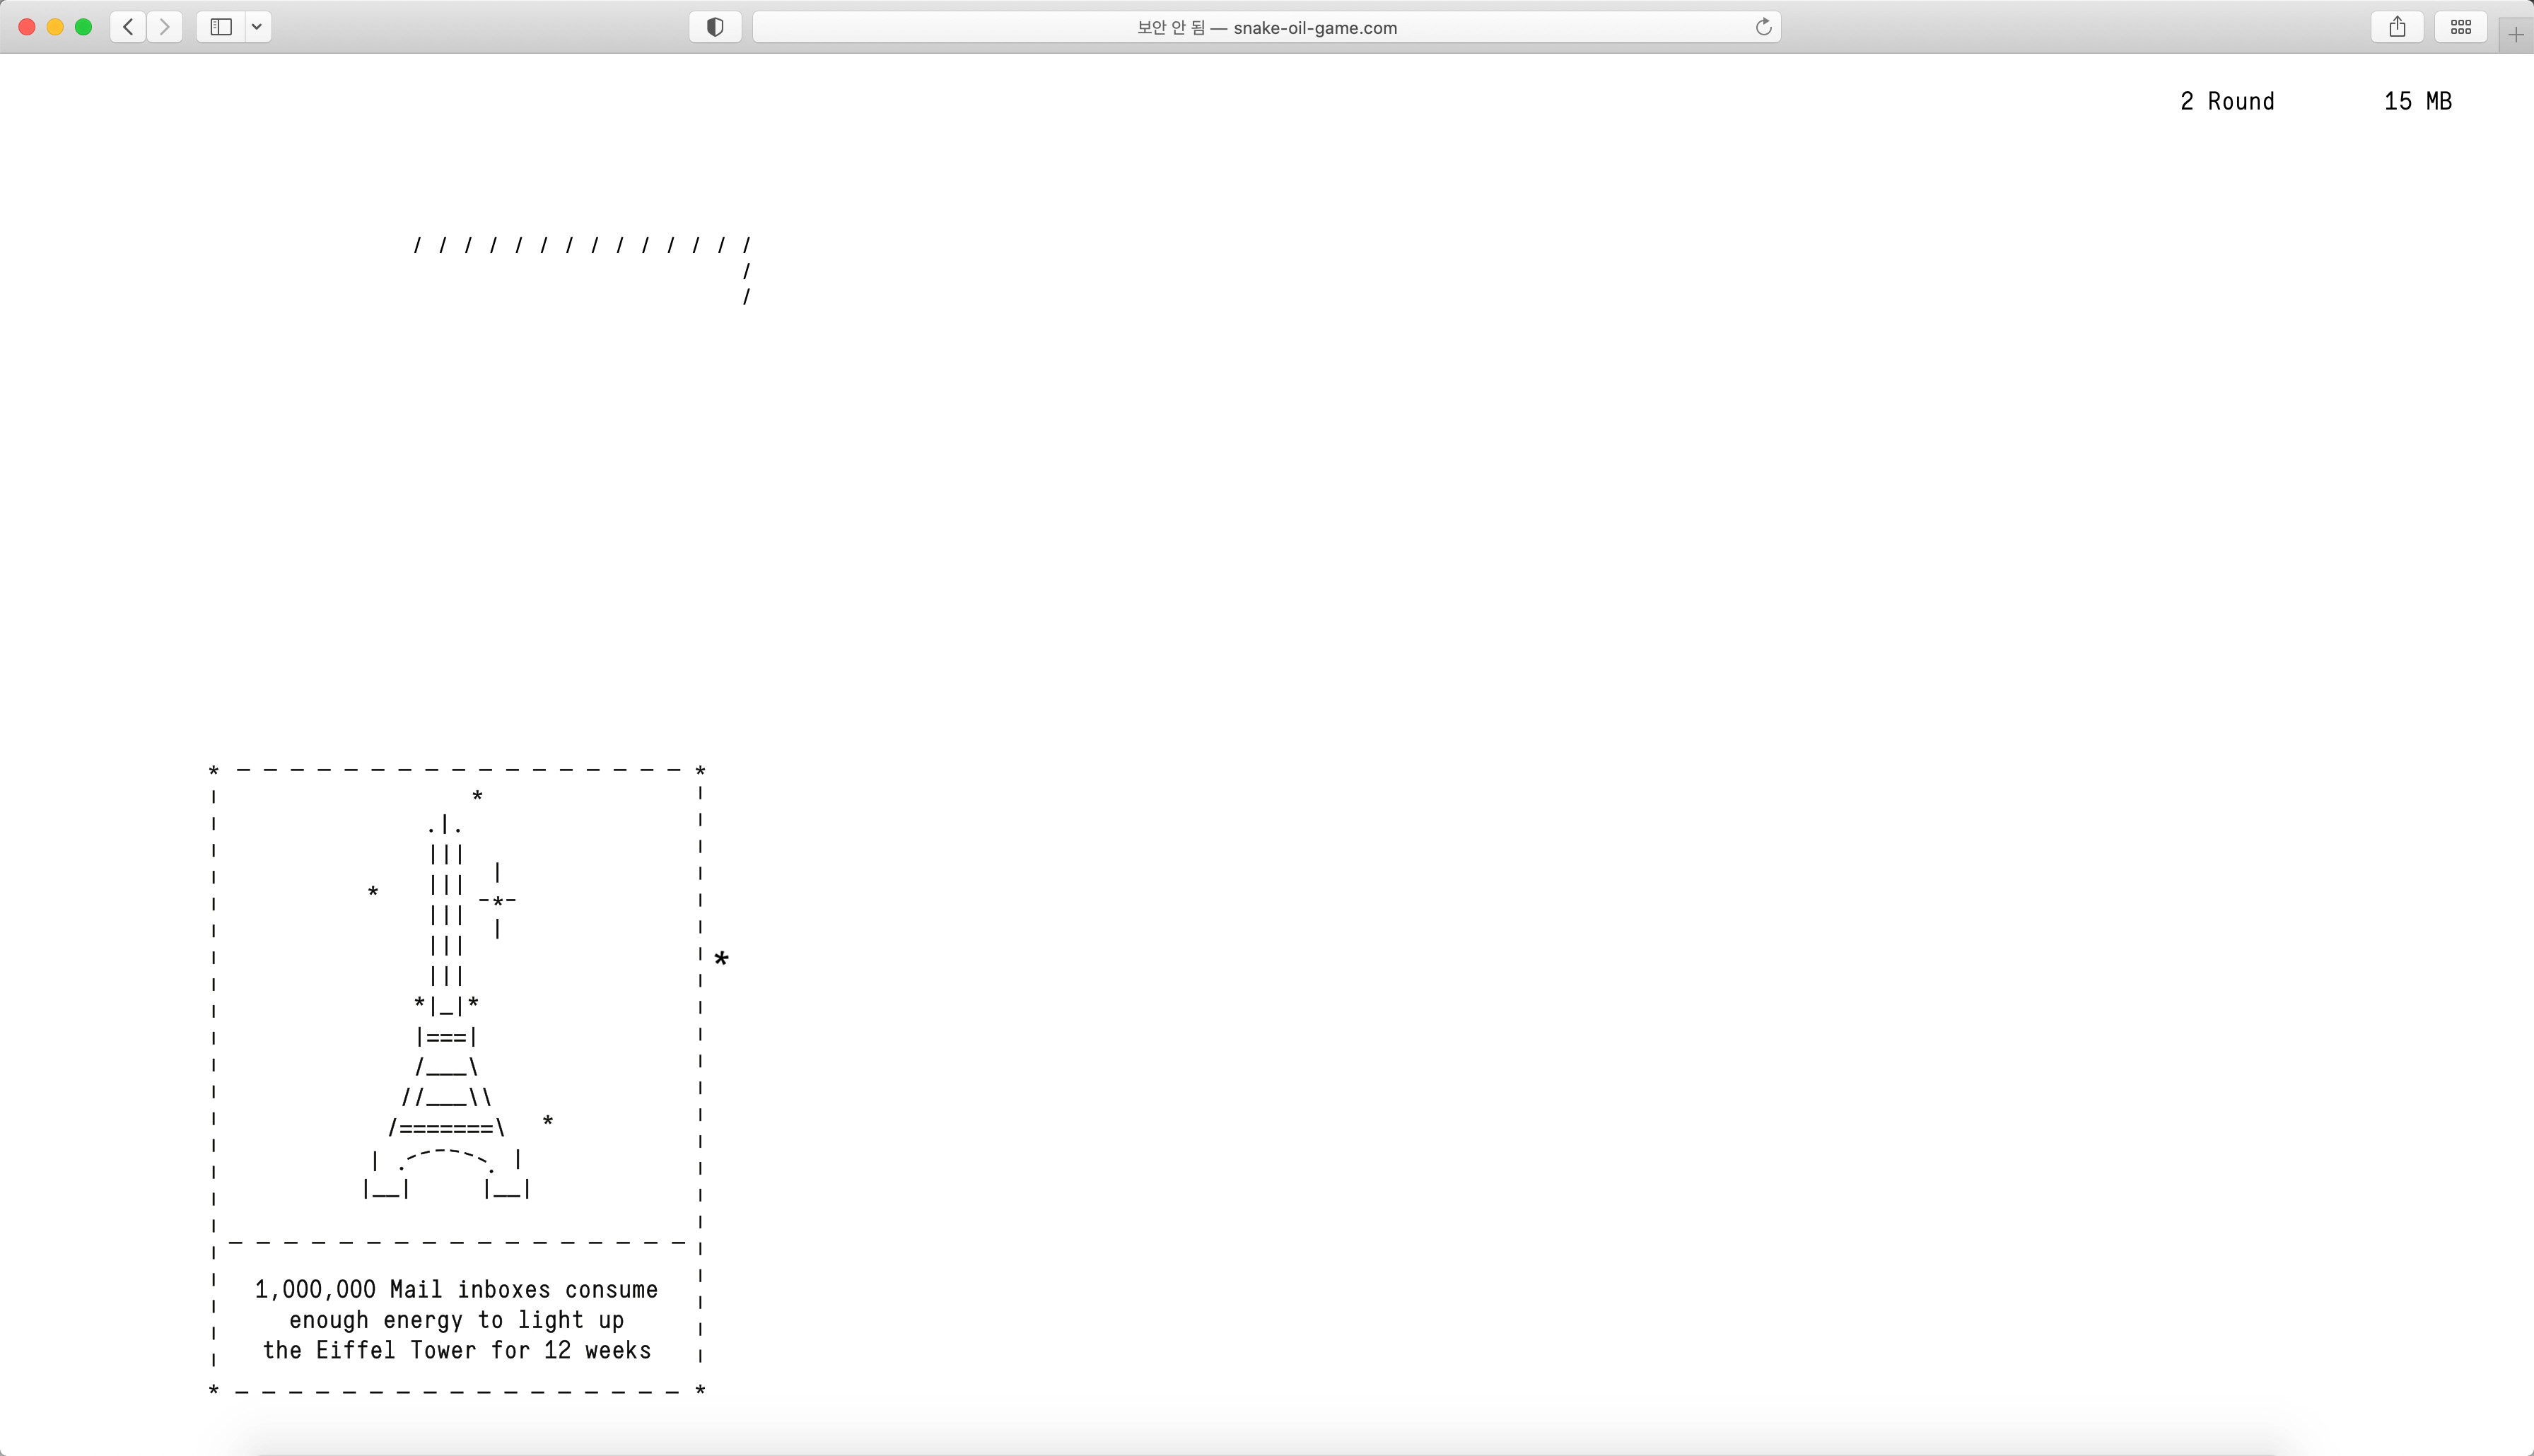 보안 안 됨 — snake-oil-game.com
2 Round 15 MB
1,000,000 Mail inboxes consume
enough energy to light up
the Eiffel Tower for 12 weeks